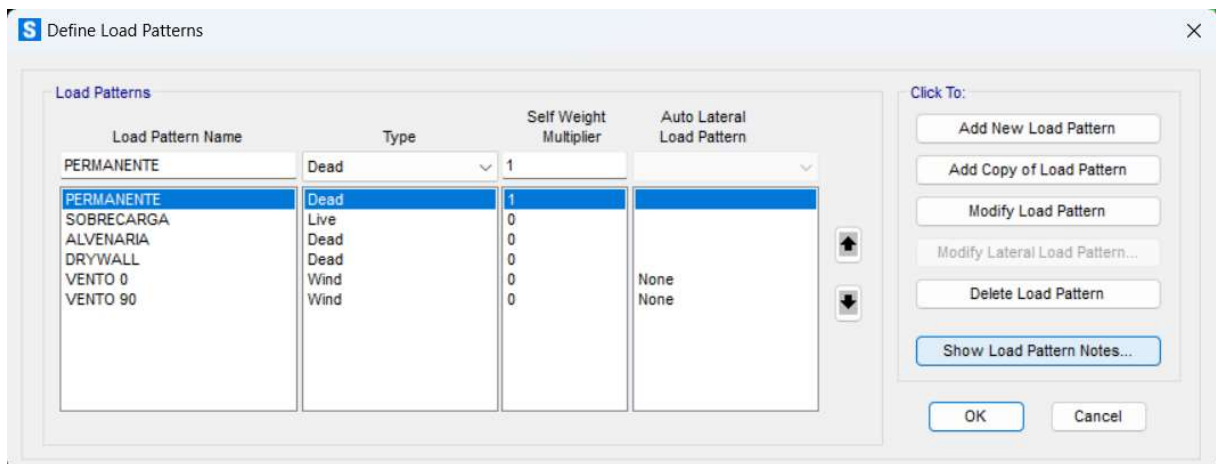 S Define Load Patterns
Load Patterns
Click To:
Load Pattern Name Type Self Weight Multiplier Auto Lateral Load Pattern
PERMANENTE Dead 1
PERMANENTE Dead 1
SOBRECARGA Live 0
ALVENARIA Dead 0
DRYWALL Dead 0
VENTO 0 Wind 0 None
VENTO 90 Wind 0 None
Add New Load Pattern
Add Copy of Load Pattern
Modify Load Pattern
Modify Lateral Load Pattern...
Delete Load Pattern
Show Load Pattern Notes...
OK Cancel